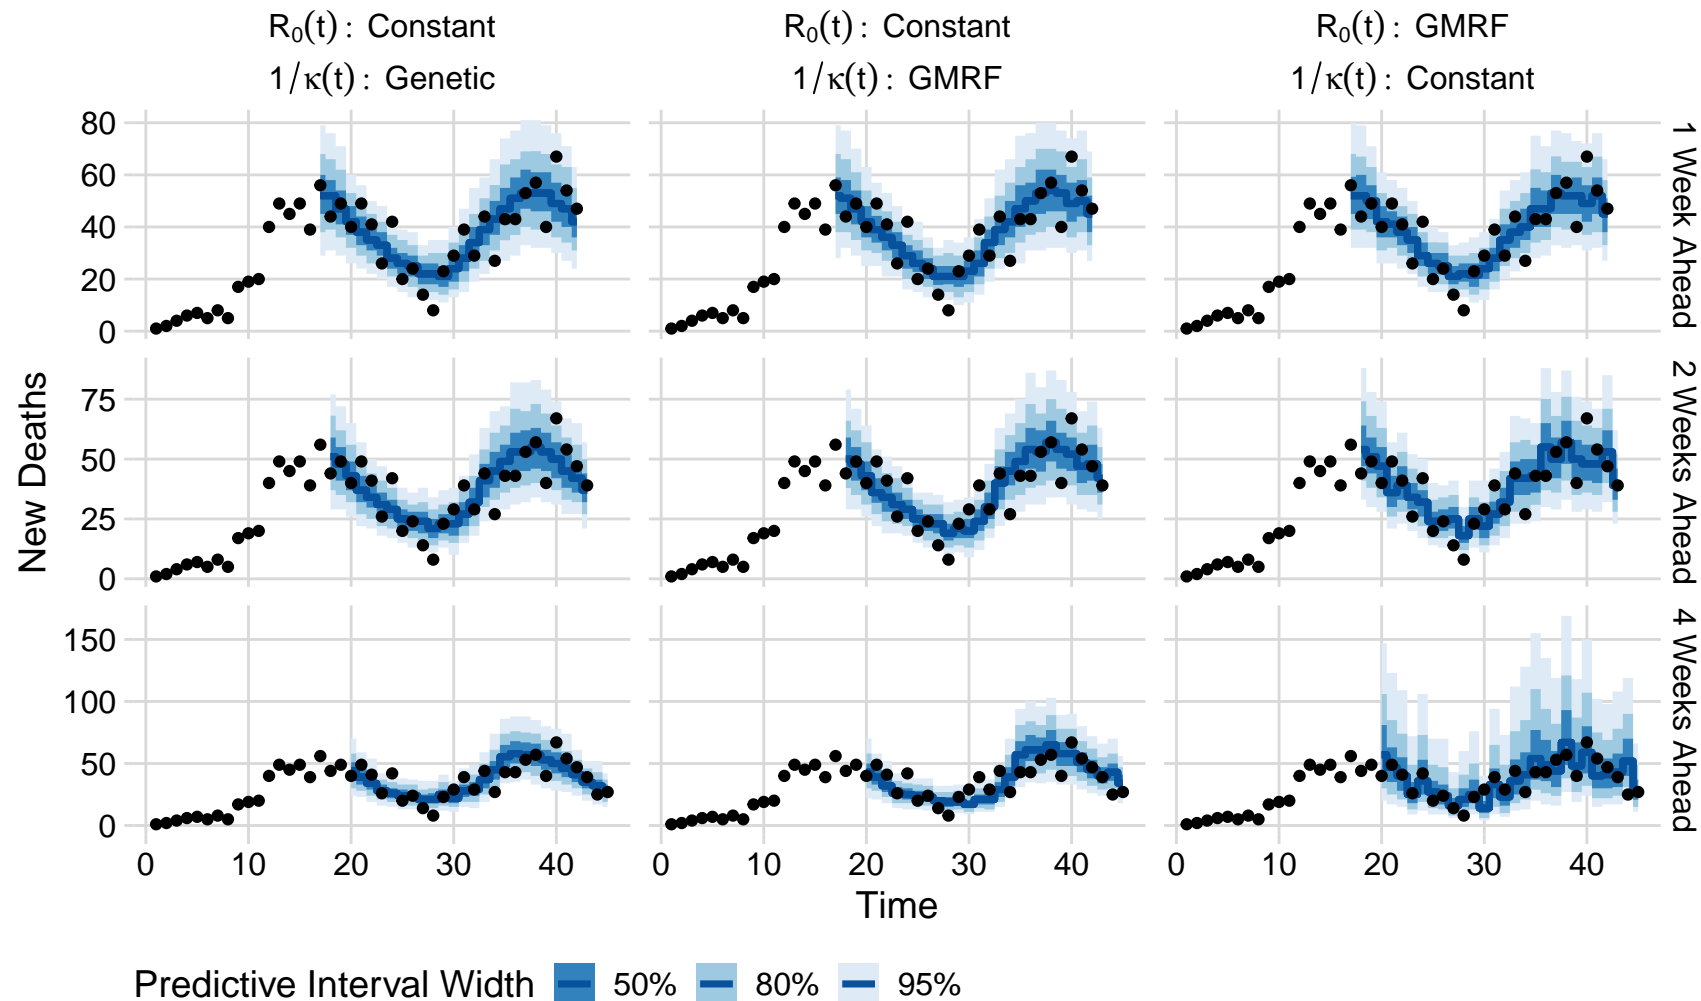 R₀(t): Constant R₀(t): Constant R₀(t): GMRF
1/κ(t): Genetic 1/κ(t): GMRF 1/κ(t): Constant
80
60
40
20
0
1 Week Ahead
New Deaths
75
50
25
0
2 Weeks Ahead
150
100
50
0
4 Weeks Ahead
0 10 20 30 40 0 10 20 30 40 0 10 20 30 40
Time
Predictive Interval Width 50% 80% 95%